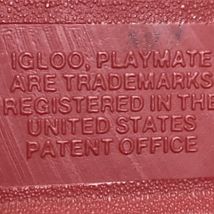 IGLOO, PLAYMATE
ARE TRADEMARKS
REGISTERED IN THE
UNITED STATES
PATENT OFFICE